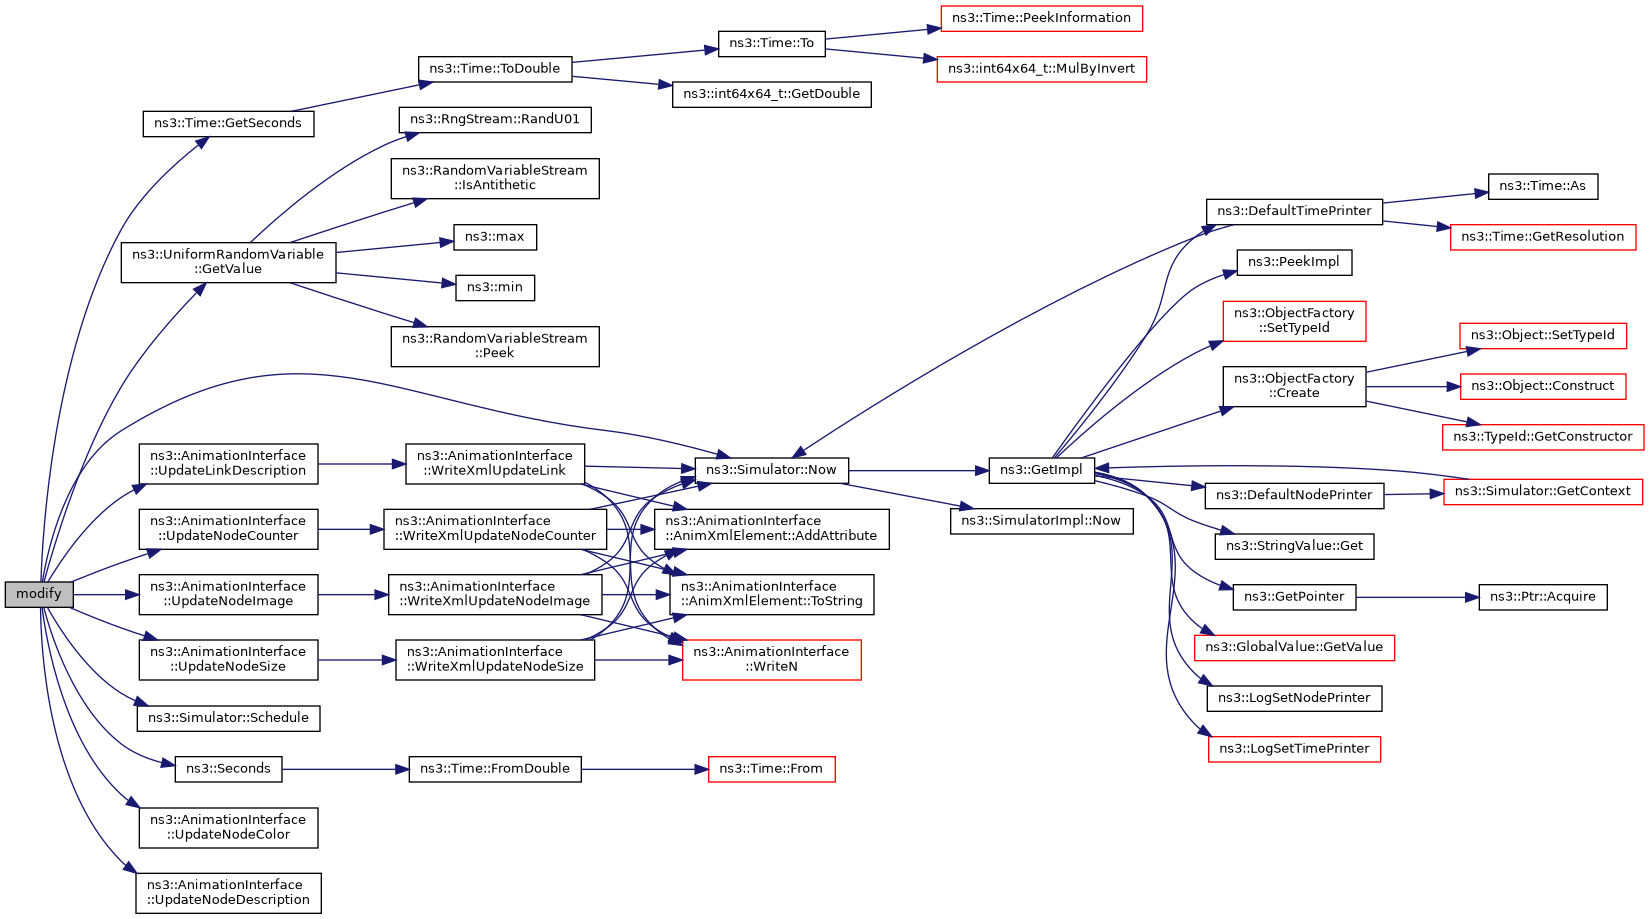 modify
ns3::Time::GetSeconds
ns3::Time::ToDouble
ns3::Time::To
ns3::Time::PeekInformation
ns3::int64x64_t::MulByInvert
ns3::int64x64_t::GetDouble
ns3::UniformRandomVariable
::GetValue
ns3::RngStream::RandU01
ns3::RandomVariableStream
::IsAntithetic
ns3::max
ns3::min
ns3::RandomVariableStream
::Peek
ns3::AnimationInterface
::UpdateLinkDescription
ns3::AnimationInterface
::WriteXmlUpdateLink
ns3::AnimationInterface
::UpdateNodeCounter
ns3::AnimationInterface
::WriteXmlUpdateNodeCounter
ns3::AnimationInterface
::UpdateNodeImage
ns3::AnimationInterface
::WriteXmlUpdateNodeImage
ns3::AnimationInterface
::UpdateNodeSize
ns3::AnimationInterface
::WriteXmlUpdateNodeSize
ns3::Simulator::Schedule
ns3::Seconds
ns3::Time::FromDouble
ns3::Time::From
ns3::AnimationInterface
::UpdateNodeColor
ns3::AnimationInterface
::UpdateNodeDescription
ns3::Simulator::Now
ns3::AnimationInterface
::AnimXmlElement::AddAttribute
ns3::AnimationInterface
::AnimXmlElement::ToString
ns3::AnimationInterface
::WriteN
ns3::GetImpl
ns3::SimulatorImpl::Now
ns3::DefaultTimePrinter
ns3::Time::As
ns3::Time::GetResolution
ns3::PeekImpl
ns3::ObjectFactory
::SetTypeId
ns3::ObjectFactory
::Create
ns3::Object::SetTypeId
ns3::Object::Construct
ns3::TypeId::GetConstructor
ns3::DefaultNodePrinter
ns3::Simulator::GetContext
ns3::StringValue::Get
ns3::GetPointer
ns3::Ptr::Acquire
ns3::GlobalValue::GetValue
ns3::LogSetNodePrinter
ns3::LogSetTimePrinter